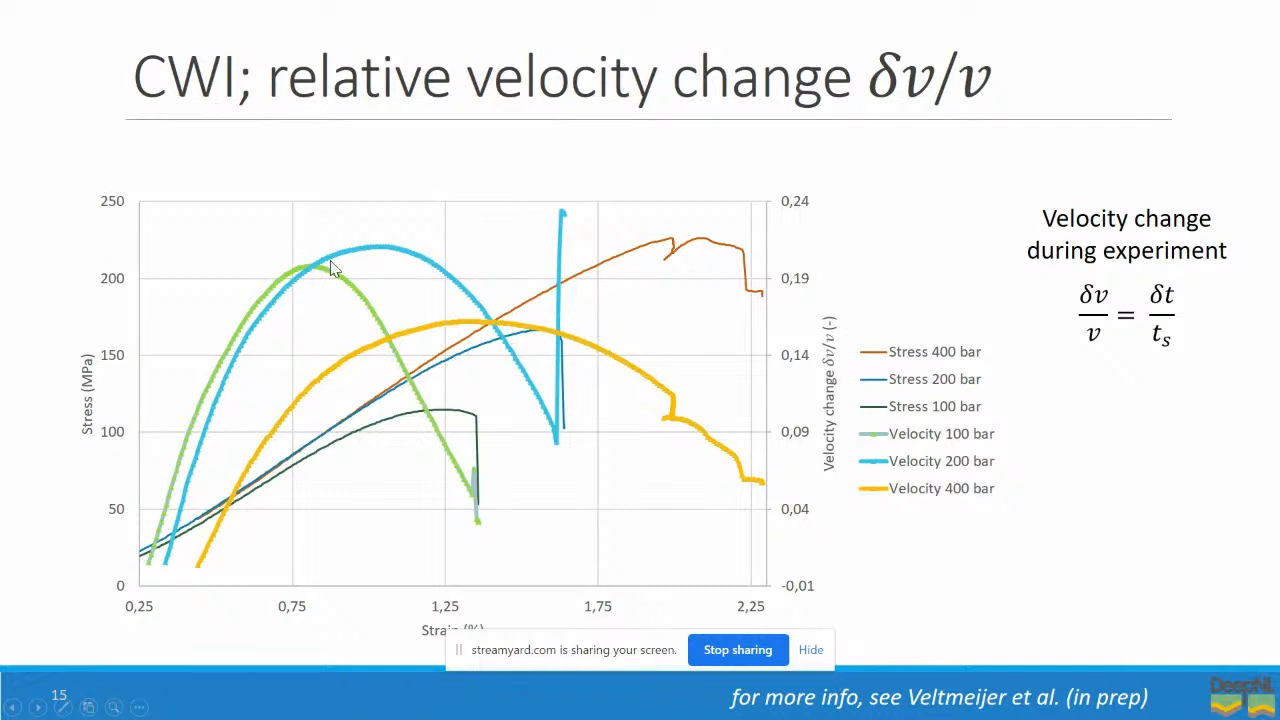 CWI; relative velocity change δv/v
250
200
150
100
50
0
Stress (MPa)
0,25
0,75
1,25
1,75
2,25
0,24
0,19
0,14
0,09
0,04
-0,01
Velocity change δv/v (-)
Stress 400 bar
Stress 200 bar
Stress 100 bar
Velocity 100 bar
Velocity 200 bar
Velocity 400 bar
Velocity change
during experiment
δv/v = δt/tₛ
Strain (%)
streamyard.com is sharing your screen.
Stop sharing
Hide
15
for more info, see Veltmeijer et al. (in prep)
DeepNL